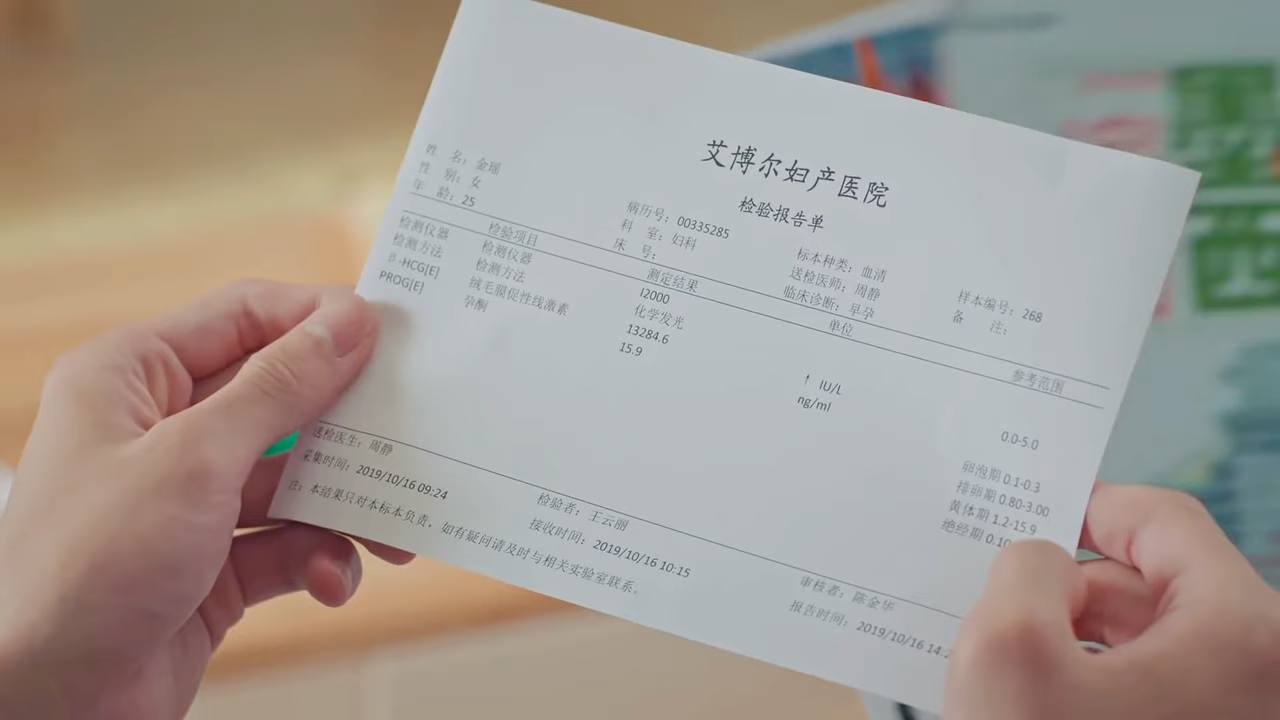 艾博尔妇产医院
检验报告单
姓 名：金瑶
性 别：女
年 龄：25
病历号：00335285
科 室：妇科
床 号：
标本种类：血清
送检医师：周静
临床诊断：早孕
样本编号：268
备 注：
检验项目 测定结果 单位 参考范围
检测仪器 检测仪器 I2000
检测方法 检测方法 化学发光
β-HCG[E] 绒毛膜促性线激素 13284.6 ↑ IU/L 0.0-5.0
PROG[E] 孕酮 15.9 ng/ml 卵泡期 0.1-0.3
排卵期 0.80-3.00
黄体期 1.2-15.9
绝经期
送检医生：周静 检验者：王云丽 审核者：陈金华
采集时间：2019/10/16 09:24 接收时间：2019/10/16 10:15 报告时间：2019/10/16
注：本结果只对本标本负责，如有疑问请及时与相关实验室联系。